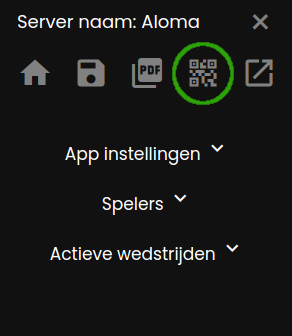 Server naam: Aloma
PDF
App instellingen
Spelers
Actieve wedstrijden